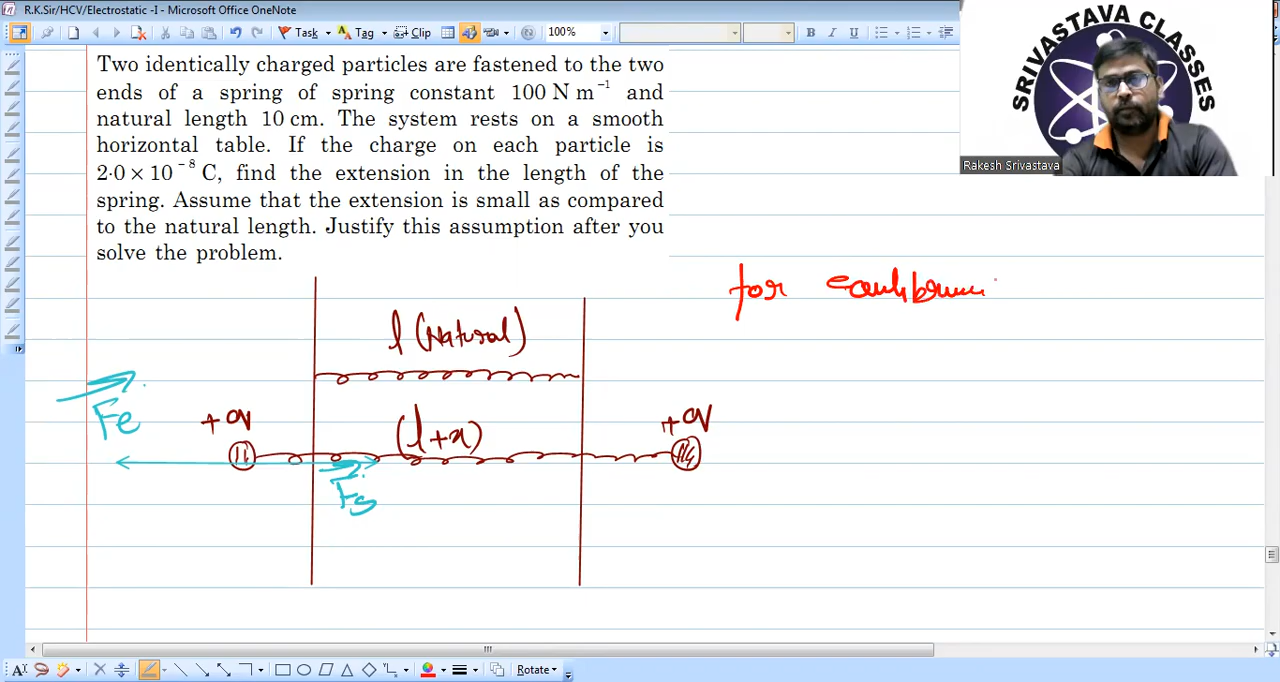 R.K.Sir/HCV/Electrostatic -I - Microsoft Office OneNote
Task
Tag
Clip
100%
B I U
Two identically charged particles are fastened to the two
ends of a spring of spring constant 100 N m⁻¹ and
natural length 10 cm. The system rests on a smooth
horizontal table. If the charge on each particle is
2·0 × 10⁻⁸ C, find the extension in the length of the
spring. Assume that the extension is small as compared
to the natural length. Justify this assumption after you
solve the problem.
SRIVASTAVA CLASSES
Rakesh Srivastava
for
l (Natural)
Fe
+q
(l+x)
+q
Fs
Rotate